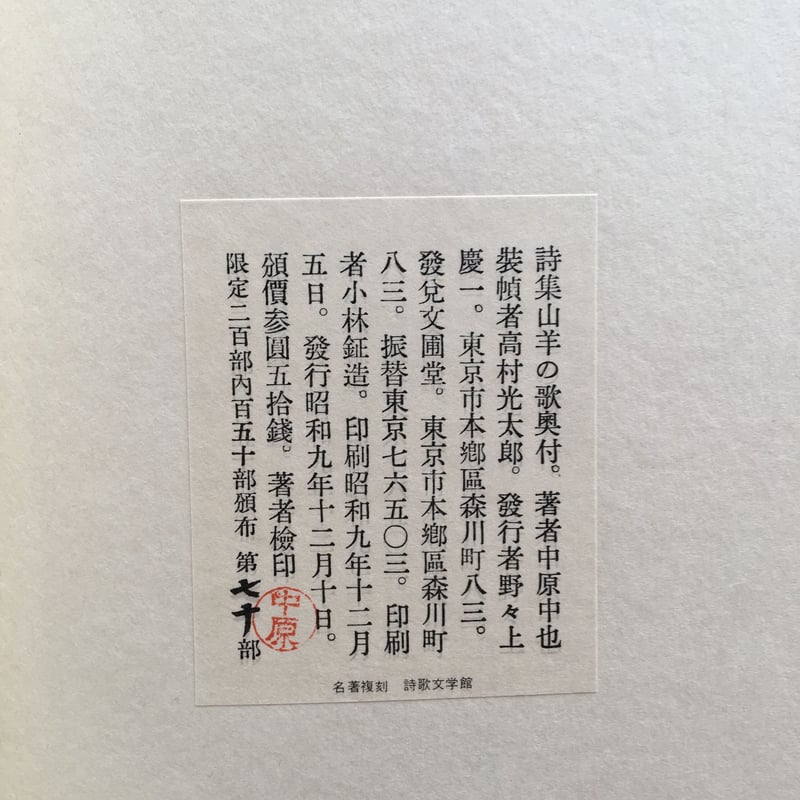 詩集山羊の歌奥付。著者中原中也
裝幀者高村光太郎。發行者野々上
慶一。東京市本鄕區森川町八三。
發兌文圃堂。東京市本鄕區森川町
八三。振替東京七六五〇三。印刷
者小林鉦造。印刷昭和九年十二月
五日。發行昭和九年十二月十日。
頒價参圓五拾錢。著者檢印
中原
限定二百部內百五十部頒布 第七十部
名著複刻 詩歌文学館